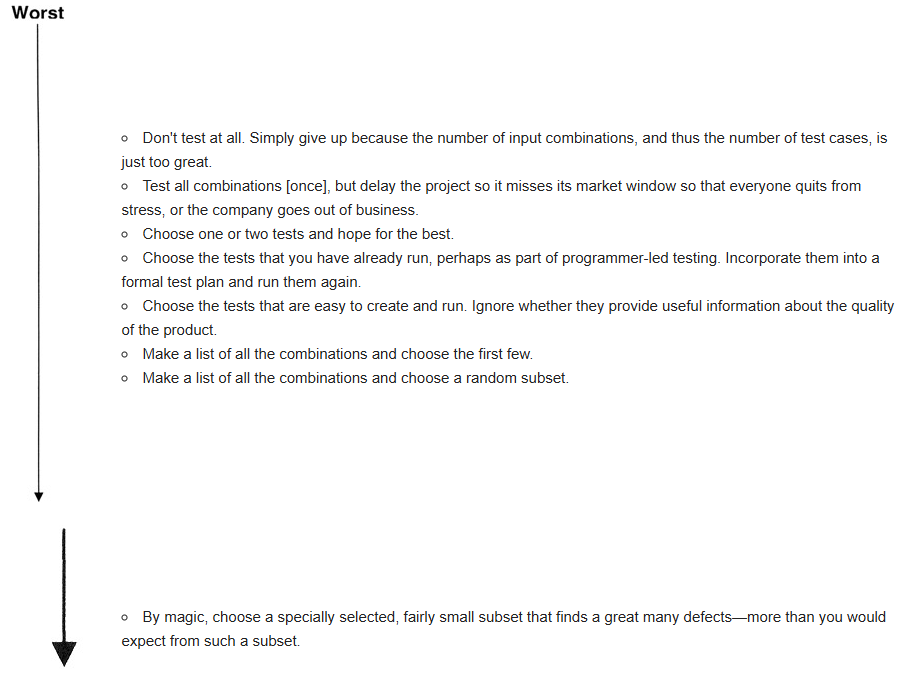 Worst
Don't test at all. Simply give up because the number of input combinations, and thus the number of test cases, is
just too great.
Test all combinations [once], but delay the project so it misses its market window so that everyone quits from
stress, or the company goes out of business.
Choose one or two tests and hope for the best.
Choose the tests that you have already run, perhaps as part of programmer-led testing. Incorporate them into a
formal test plan and run them again.
Choose the tests that are easy to create and run. Ignore whether they provide useful information about the quality
of the product.
Make a list of all the combinations and choose the first few.
Make a list of all the combinations and choose a random subset.
By magic, choose a specially selected, fairly small subset that finds a great many defects—more than you would
expect from such a subset.